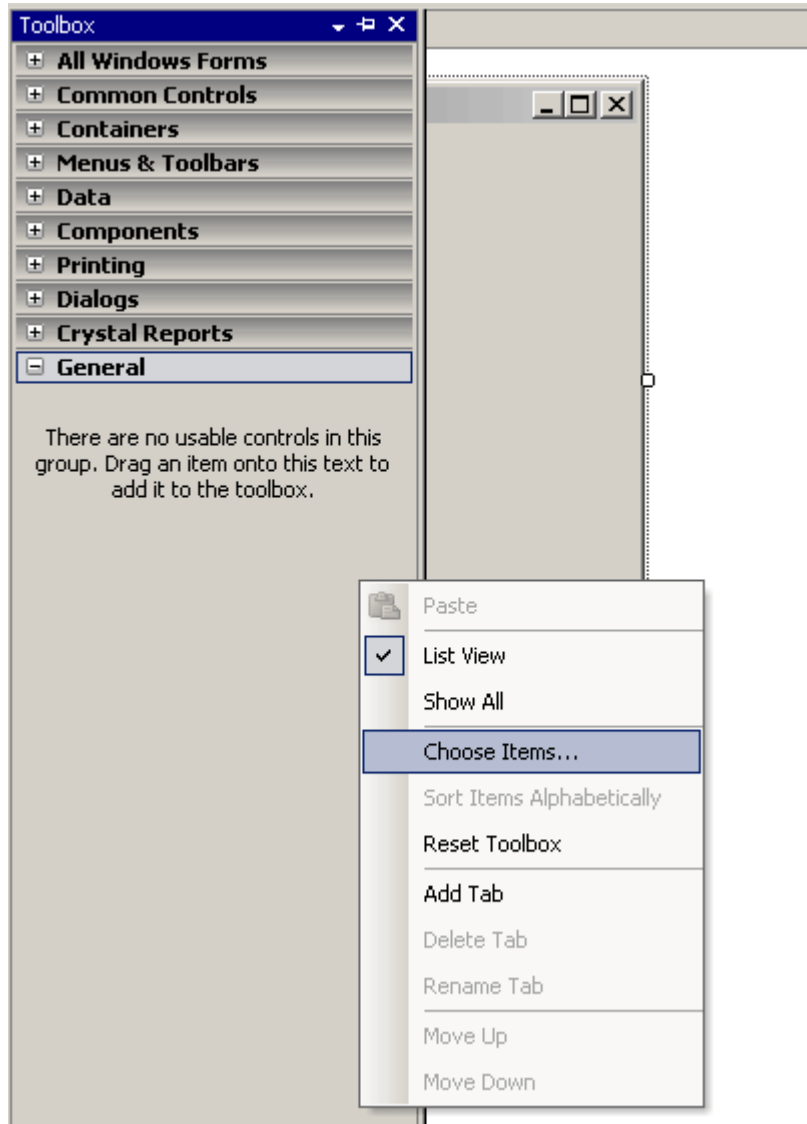 Toolbox
All Windows Forms
Common Controls
Containers
Menus & Toolbars
Data
Components
Printing
Dialogs
Crystal Reports
General
There are no usable controls in this
group. Drag an item onto this text to
add it to the toolbox.
Paste
List View
Show All
Choose Items...
Sort Items Alphabetically
Reset Toolbox
Add Tab
Delete Tab
Rename Tab
Move Up
Move Down